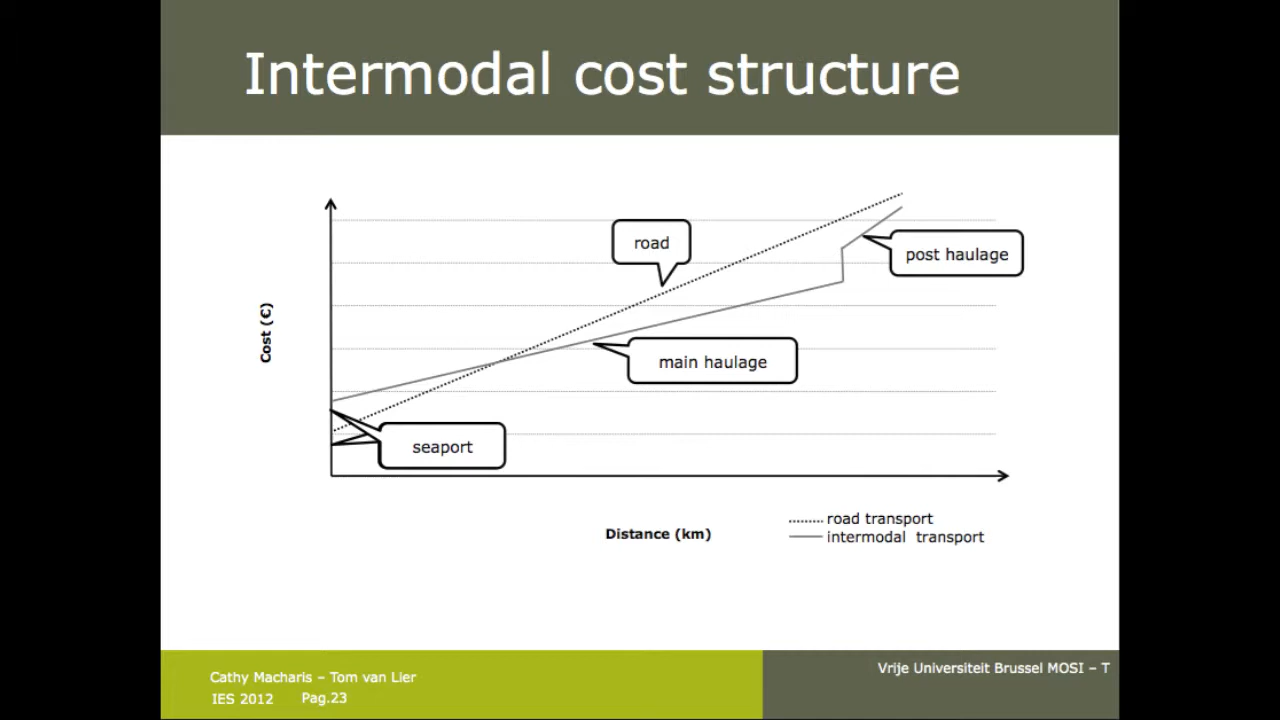 Intermodal cost structure
road
post haulage
Cost (€)
main haulage
seaport
Distance (km)
road transport
intermodal transport
Cathy Macharis – Tom van Lier
IES 2012 Pag.23
Vrije Universiteit Brussel MOSI – T